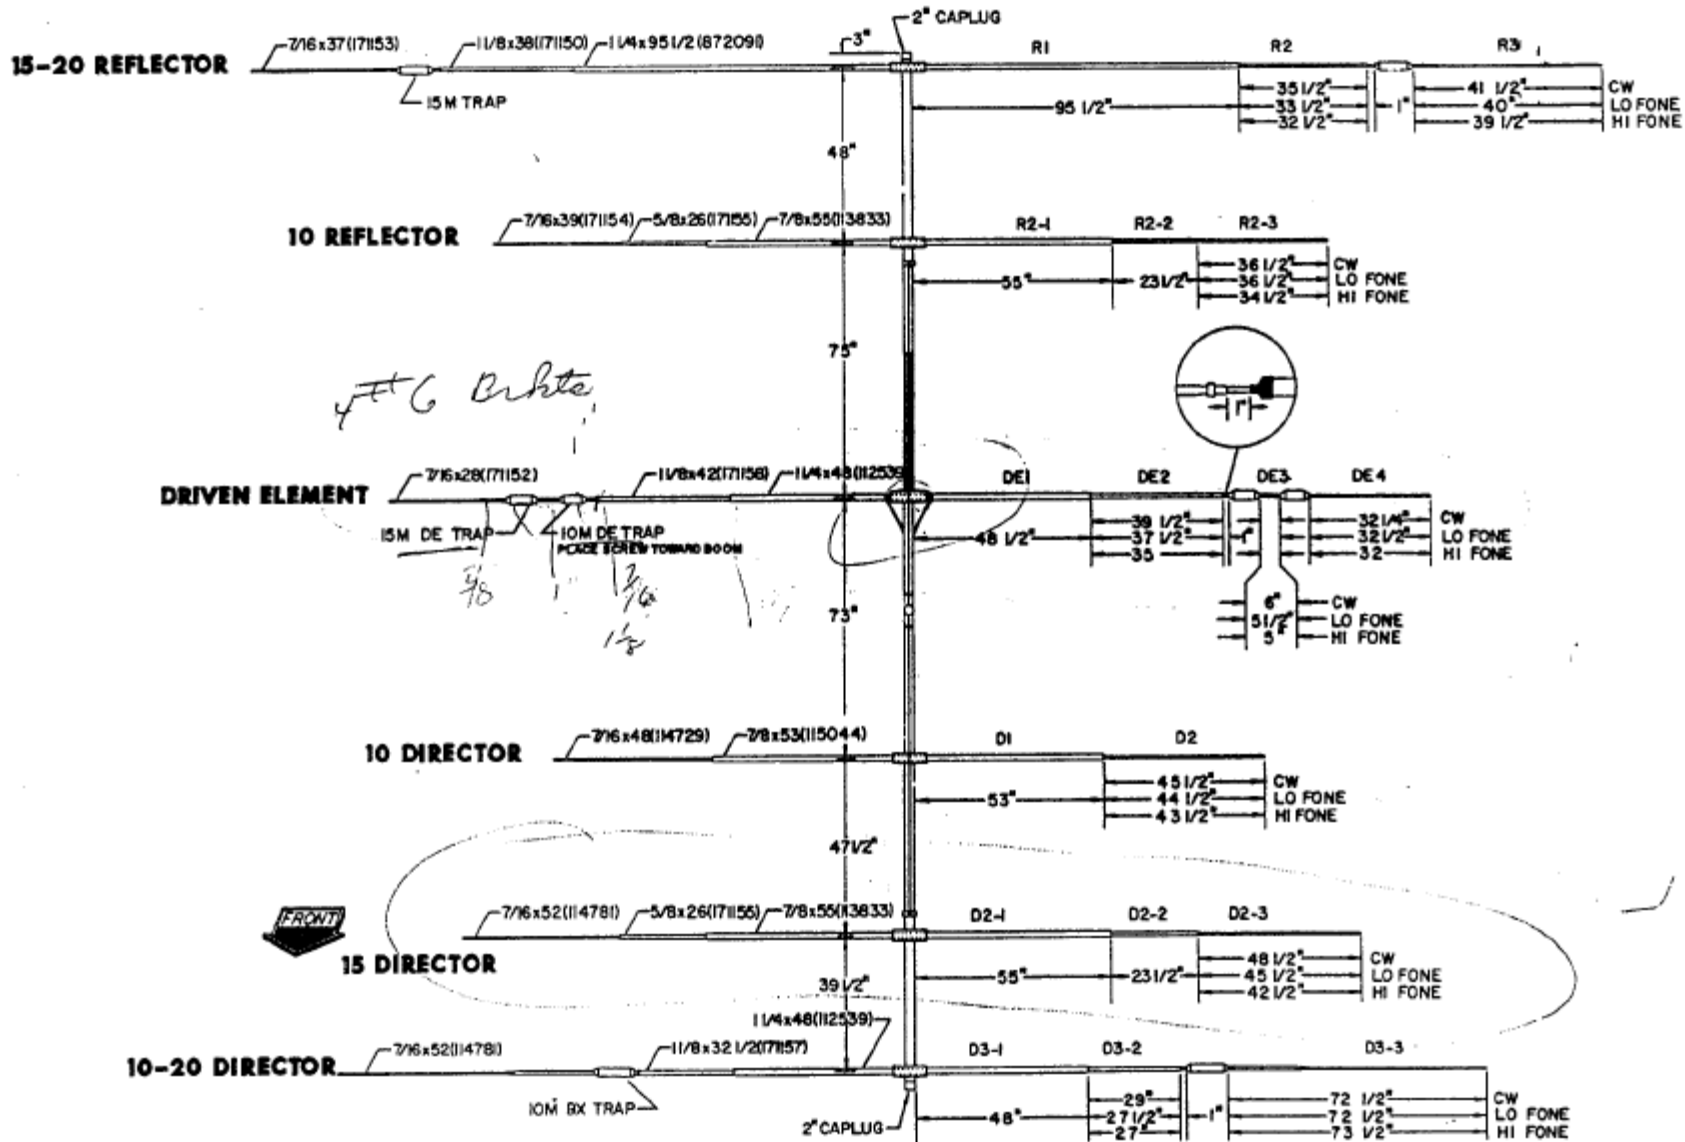 2" CAPLUG
3"
7/16x37(171153)
11/8x38(171150)
11/4x951/2(872091)
R1
R2
R3
15-20 REFLECTOR
15M TRAP
95 1/2"
35 1/2"
33 1/2"
32 1/2"
1"
41 1/2"
40"
39 1/2"
CW
LO FONE
HI FONE
48"
7/16x39(171154)
5/8x26(171155)
7/8x55(113833)
R2-1
R2-2
R2-3
10 REFLECTOR
55"
23 1/2"
36 1/2"
36 1/2"
34 1/2"
CW
LO FONE
HI FONE
75"
4 #6
1"
7/16x28(171152)
11/8x42(171156)
11/4x48(112539
DE1
DE2
DE3
DE4
DRIVEN ELEMENT
15M DE TRAP
10M DE TRAP
PLACE SCREW TOWARD BOOM
48 1/2"
39 1/2"
37 1/2"
35
1"
32 1/4"
32 1/2"
32
CW
LO FONE
HI FONE
7/16
1 1/8
6"
5 1/2"
5"
CW
LO FONE
HI FONE
73"
7/16x48(114729)
7/8x53(115044)
D1
D2
10 DIRECTOR
53"
45 1/2"
44 1/2"
43 1/2"
CW
LO FONE
HI FONE
47 1/2"
FRONT
7/16x52(114781)
5/8x26(171155)
7/8x55(113833)
D2-1
D2-2
D2-3
15 DIRECTOR
55"
23 1/2"
48 1/2"
45 1/2"
42 1/2"
CW
LO FONE
HI FONE
39 1/2"
11/4x48(112539)
7/16x52(114781)
11/8x32 1/2(171157)
D3-1
D3-2
D3-3
10-20 DIRECTOR
10M BX TRAP
2" CAPLUG
48"
29"
27 1/2"
27"
1"
72 1/2"
72 1/2"
73 1/2"
CW
LO FONE
HI FONE